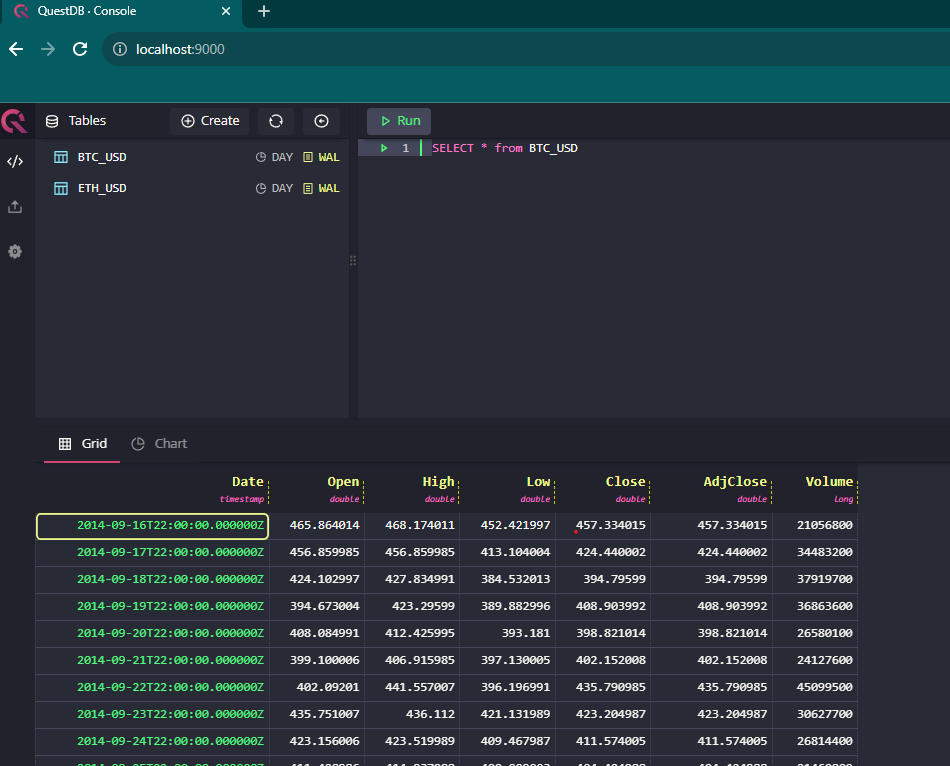 QuestDB · Console
localhost:9000
Tables Create Run
BTC_USD DAY WAL 1 SELECT * from BTC_USD
ETH_USD DAY WAL
Grid Chart
Date Open High Low Close AdjClose Volume
timestamp double double double double double long
2014-09-16T22:00:00.000000Z 465.864014 468.174011 452.421997 457.334015 457.334015 21056800
2014-09-17T22:00:00.000000Z 456.859985 456.859985 413.104004 424.440002 424.440002 34483200
2014-09-18T22:00:00.000000Z 424.102997 427.834991 384.532013 394.79599 394.79599 37919700
2014-09-19T22:00:00.000000Z 394.673004 423.29599 389.882996 408.903992 408.903992 36863600
2014-09-20T22:00:00.000000Z 408.084991 412.425995 393.181 398.821014 398.821014 26580100
2014-09-21T22:00:00.000000Z 399.100006 406.915985 397.130005 402.152008 402.152008 24127600
2014-09-22T22:00:00.000000Z 402.09201 441.557007 396.196991 435.790985 435.790985 45099500
2014-09-23T22:00:00.000000Z 435.751007 436.112 421.131989 423.204987 423.204987 30627700
2014-09-24T22:00:00.000000Z 423.156006 423.519989 409.467987 411.574005 411.574005 26814400